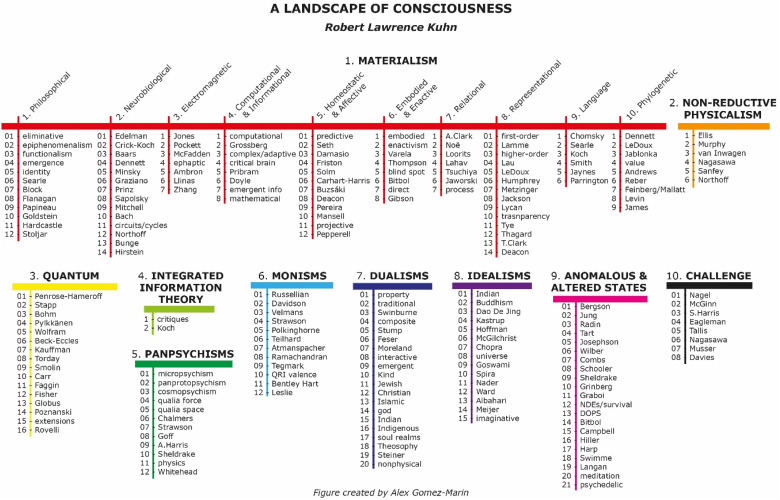 A LANDSCAPE OF CONSCIOUSNESS
Robert Lawrence Kuhn
1. MATERIALISM
1. Philosophical
01 eliminative
02 epiphenomenalism
03 functionalism
04 emergence
05 identity
06 Searle
07 Block
08 Flanagan
09 Papineau
10 Goldstein
11 Hardcastle
12 Stoljar
2. Neurobiological
01 Edelman
02 Crick-Koch
03 Baars
04 Dennett
05 Minsky
06 Graziano
07 Prinz
08 Sapolsky
09 Mitchell
10 Bach
11 circuits/cycles
12 Northoff
13 Bunge
14 Hirstein
3. Electromagnetic
1 Jones
2 Pockett
3 McFadden
4 ephaptic
5 Ambron
6 Llinas
7 Zhang
4. Computational & Informational
1 computational
2 Grossberg
3 complex/adaptive
4 critical brain
5 Pribram
6 Doyle
7 emergent info
8 mathematical
5. Homeostatic & Affective
01 predictive
02 Seth
03 Damasio
04 Friston
05 Solm
06 Carhart-Harris
07 Buzsáki
08 Deacon
09 Pereira
10 Mansell
11 projective
12 Pepperell
6. Embodied & Enactive
1 embodied
2 enactivism
3 Varela
4 Thompson
5 blind spot
6 Bitbol
7 direct
8 Gibson
7. Relational
1 A.Clark
2 Noë
3 Loorits
4 Lahav
5 Tsuchiya
6 Jaworski
7 process
8. Representational
01 first-order
02 Lamme
03 higher-order
04 Lau
05 LeDoux
06 Humphrey
07 Metzinger
08 Jackson
09 Lycan
10 trasnparency
11 Tye
12 Thagard
13 T.Clark
14 Deacon
9. Language
1 Chomsky
2 Searle
3 Koch
4 Smith
5 Jaynes
6 Parrington
10. Phylogenetic
1 Dennett
2 LeDoux
3 Jablonka
4 value
5 Andrews
6 Reber
7 Feinberg/Mallatt
8 Levin
9 James
2. NON-REDUCTIVE
PHYSICALISM
1 Ellis
2 Murphy
3 van Inwagen
4 Nagasawa
5 Sanfey
6 Northoff
3. QUANTUM
01 Penrose-Hameroff
02 Stapp
03 Bohm
04 Pylkkänen
05 Wolfram
06 Beck-Eccles
07 Kauffman
08 Torday
09 Smolin
10 Carr
11 Faggin
12 Fisher
13 Globus
14 Poznanski
15 extensions
16 Rovelli
4. INTEGRATED
INFORMATION
THEORY
1 critiques
2 Koch
5. PANPSYCHISMS
01 micropsychism
02 panprotopsychism
03 cosmopsychism
04 qualia force
05 qualia space
06 Chalmers
07 Strawson
08 Goff
09 A.Harris
10 Sheldrake
11 physics
12 Whitehead
6. MONISMS
01 Russellian
02 Davidson
03 Velmans
04 Strawson
05 Polkinghorne
06 Teilhard
07 Atmanspacher
08 Ramachandran
09 Tegmark
10 QRI valence
11 Bentley Hart
12 Leslie
7. DUALISMS
01 property
02 traditional
03 Swinburne
04 composite
05 Stump
06 Feser
07 Moreland
08 interactive
09 emergent
10 Kind
11 Jewish
12 Christian
13 Islamic
14 god
15 Indian
16 Indigenous
17 soul realms
18 Theosophy
19 Steiner
20 nonphysical
8. IDEALISMS
01 Indian
02 Buddhism
03 Dao De Jing
04 Kastrup
05 Hoffman
06 McGilchrist
07 Chopra
08 universe
09 Goswami
10 Spira
11 Nader
12 Ward
13 Albahari
14 Meijer
15 imaginative
9. ANOMALOUS &
ALTERED STATES
01 Bergson
02 Jung
03 Radin
04 Tart
05 Josephson
06 Wilber
07 Combs
08 Schooler
09 Sheldrake
10 Grinberg
11 Graboi
12 NDEs/survival
13 DOPS
14 Bitbol
15 Campbell
16 Hiller
17 Harp
18 Swimme
19 Langan
20 meditation
21 psychedelic
10. CHALLENGE
01 Nagel
02 McGinn
03 S.Harris
04 Eagleman
05 Tallis
06 Nagasawa
07 Musser
08 Davies
Figure created by Alex Gomez-Marin